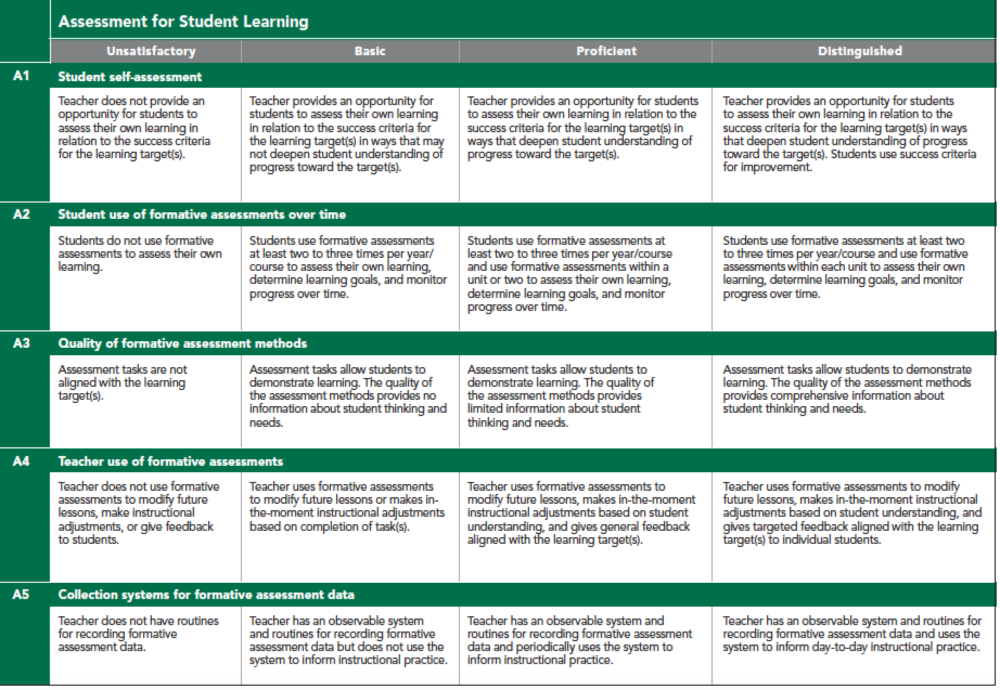 Assessment for Student Learning
Unsatisfactory
Basic
Proficient
Distinguished
A1
Student self-assessment
Teacher does not provide an
opportunity for students to
assess their own learning in
relation to the success criteria
for the learning target(s).
Teacher provides an opportunity for
students to assess their own learning
in relation to the success criteria for
the learning target(s) in ways that may
not deepen student understanding of
progress toward the target(s).
Teacher provides an opportunity for students
to assess their own learning in relation to the
success criteria for the learning target(s) in
ways that deepen student understanding of
progress toward the target(s).
Teacher provides an opportunity for students
to assess their own learning in relation to the
success criteria for the learning target(s) in ways
that deepen student understanding of progress
toward the target(s). Students use success criteria
for improvement.
A2
Student use of formative assessments over time
Students do not use formative
assessments to assess their own
learning.
Students use formative assessments
at least two to three times per year/
course to assess their own learning,
determine learning goals, and monitor
progress over time.
Students use formative assessments at
least two to three times per year/course
and use formative assessments within a
unit or two to assess their own learning,
determine learning goals, and monitor
progress over time.
Students use formative assessments at least two
to three times per year/course and use formative
assessments within each unit to assess their own
learning, determine learning goals, and monitor
progress over time.
A3
Quality of formative assessment methods
Assessment tasks are not
aligned with the learning
target(s).
Assessment tasks allow students to
demonstrate learning. The quality of
the assessment methods provides no
information about student thinking and
needs.
Assessment tasks allow students to
demonstrate learning. The quality of
the assessment methods provides
limited information about student
thinking and needs.
Assessment tasks allow students to demonstrate
learning. The quality of the assessment methods
provides comprehensive information about
student thinking and needs.
A4
Teacher use of formative assessments
Teacher does not use formative
assessments to modify future
lessons, make instructional
adjustments, or give feedback
to students.
Teacher uses formative assessments
to modify future lessons or makes in-
the-moment instructional adjustments
based on completion of task(s).
Teacher uses formative assessments to
modify future lessons, makes in-the-moment
instructional adjustments based on student
understanding, and gives general feedback
aligned with the learning target(s).
Teacher uses formative assessments to modify
future lessons, makes in-the-moment instructional
adjustments based on student understanding, and
gives targeted feedback aligned with the learning
target(s) to individual students.
A5
Collection systems for formative assessment data
Teacher does not have routines
for recording formative
assessment data.
Teacher has an observable system
and routines for recording formative
assessment data but does not use the
system to inform instructional practice.
Teacher has an observable system and
routines for recording formative assessment
data and periodically uses the system to
inform instructional practice.
Teacher has an observable system and routines for
recording formative assessment data and uses the
system to inform day-to-day instructional practice.